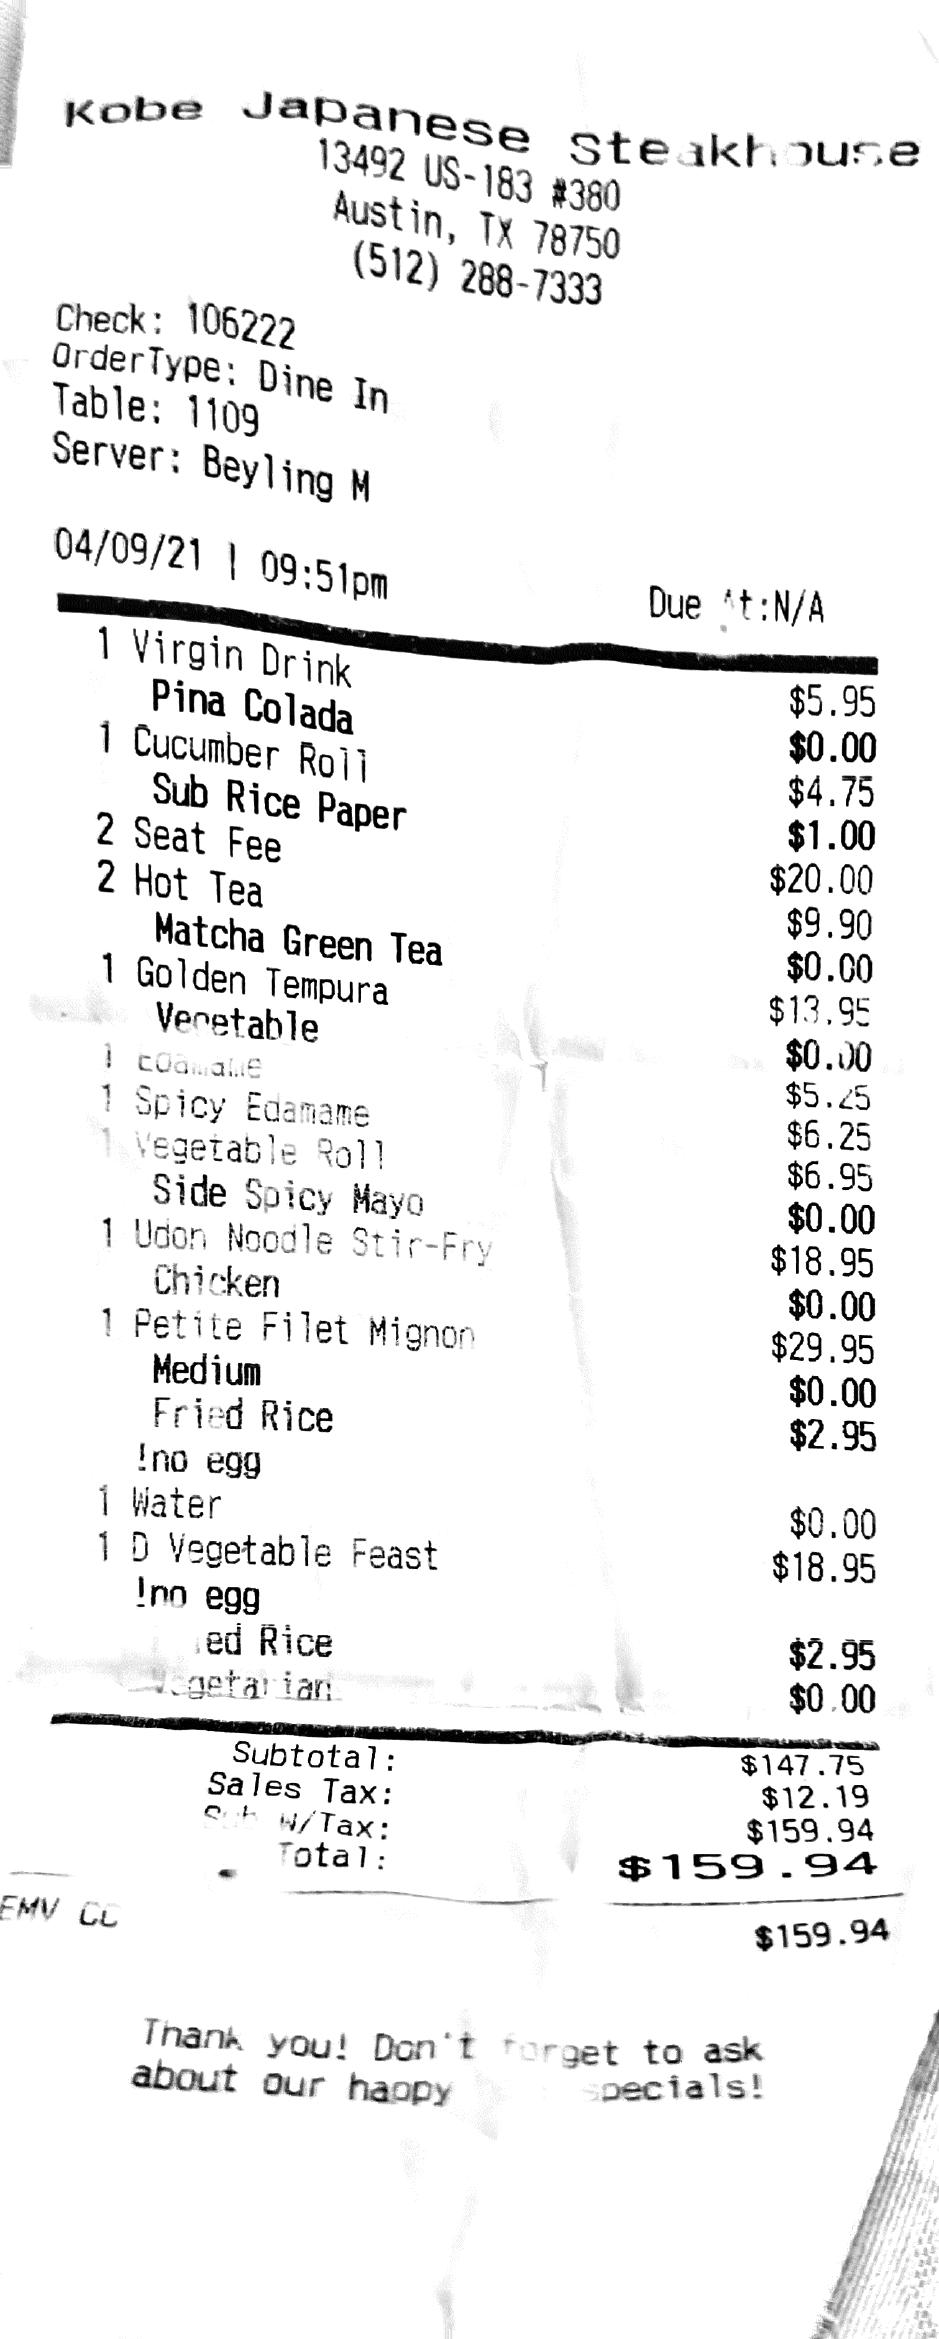 Kobe Japanese Steakhouse
13492 US-183 #380
Austin, TX 78750
(512) 288-7333
Check: 106222
OrderType: Dine In
Table: 1109
Server: Beyling M
04/09/21 | 09:51pm Due At:N/A
1 Virgin Drink $5.95
Pina Colada $0.00
1 Cucumber Roll $4.75
Sub Rice Paper $1.00
2 Seat Fee $20.00
2 Hot Tea $9.90
Matcha Green Tea $0.00
1 Golden Tempura $13.95
Vegetable $0.00
1 Edamame $5.25
1 Spicy Edamame $6.25
1 Vegetable Roll $6.95
Side Spicy Mayo $0.00
1 Udon Noodle Stir-Fry $18.95
Chicken $0.00
1 Petite Filet Mignon $29.95
Medium $0.00
Fried Rice $2.95
!no egg
1 Water $0.00
1 D Vegetable Feast $18.95
!no egg
ed Rice $2.95
Vegetarian $0.00
Subtotal: $147.75
Sales Tax: $12.19
Sub W/Tax: $159.94
Total: $159.94
EMV CC $159.94
Thank you! Don't forget to ask
about our happy specials!